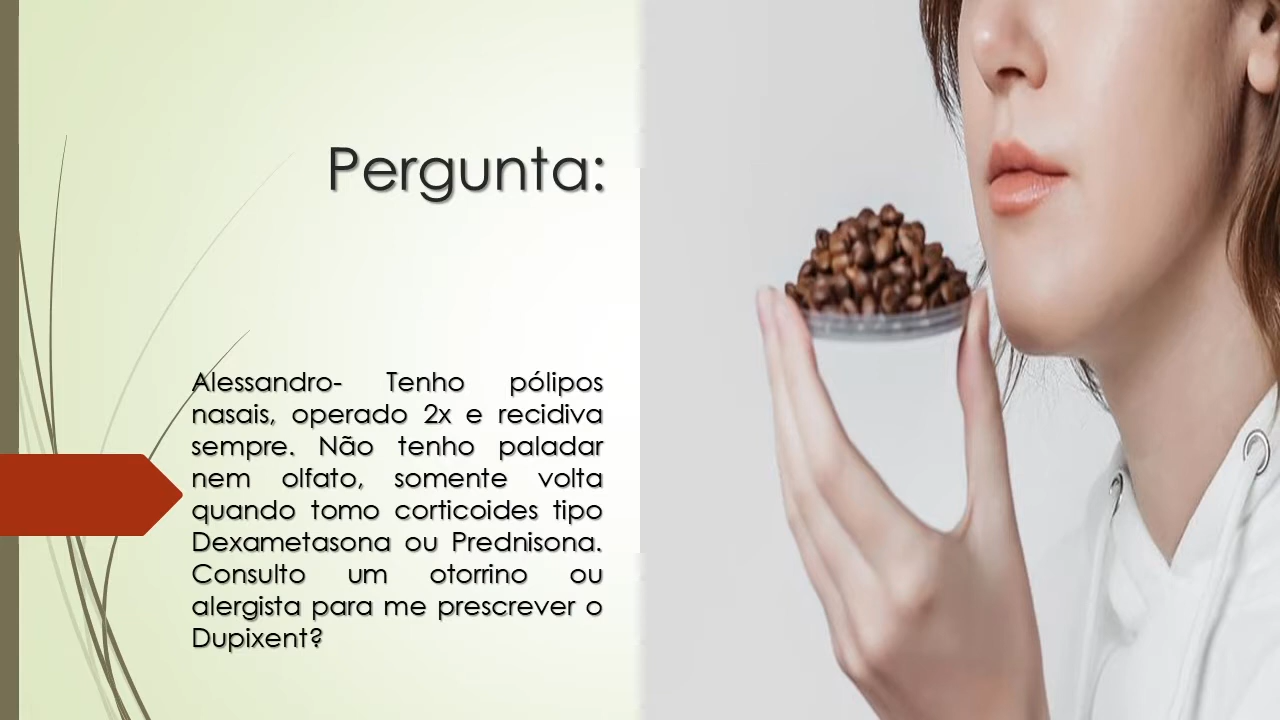 Pergunta:
Alessandro- Tenho pólipos
nasais, operado 2x e recidiva
sempre. Não tenho paladar
nem olfato, somente volta
quando tomo corticoides tipo
Dexametasona ou Prednisona.
Consulto um otorrino ou
alergista para me prescrever o
Dupixent?